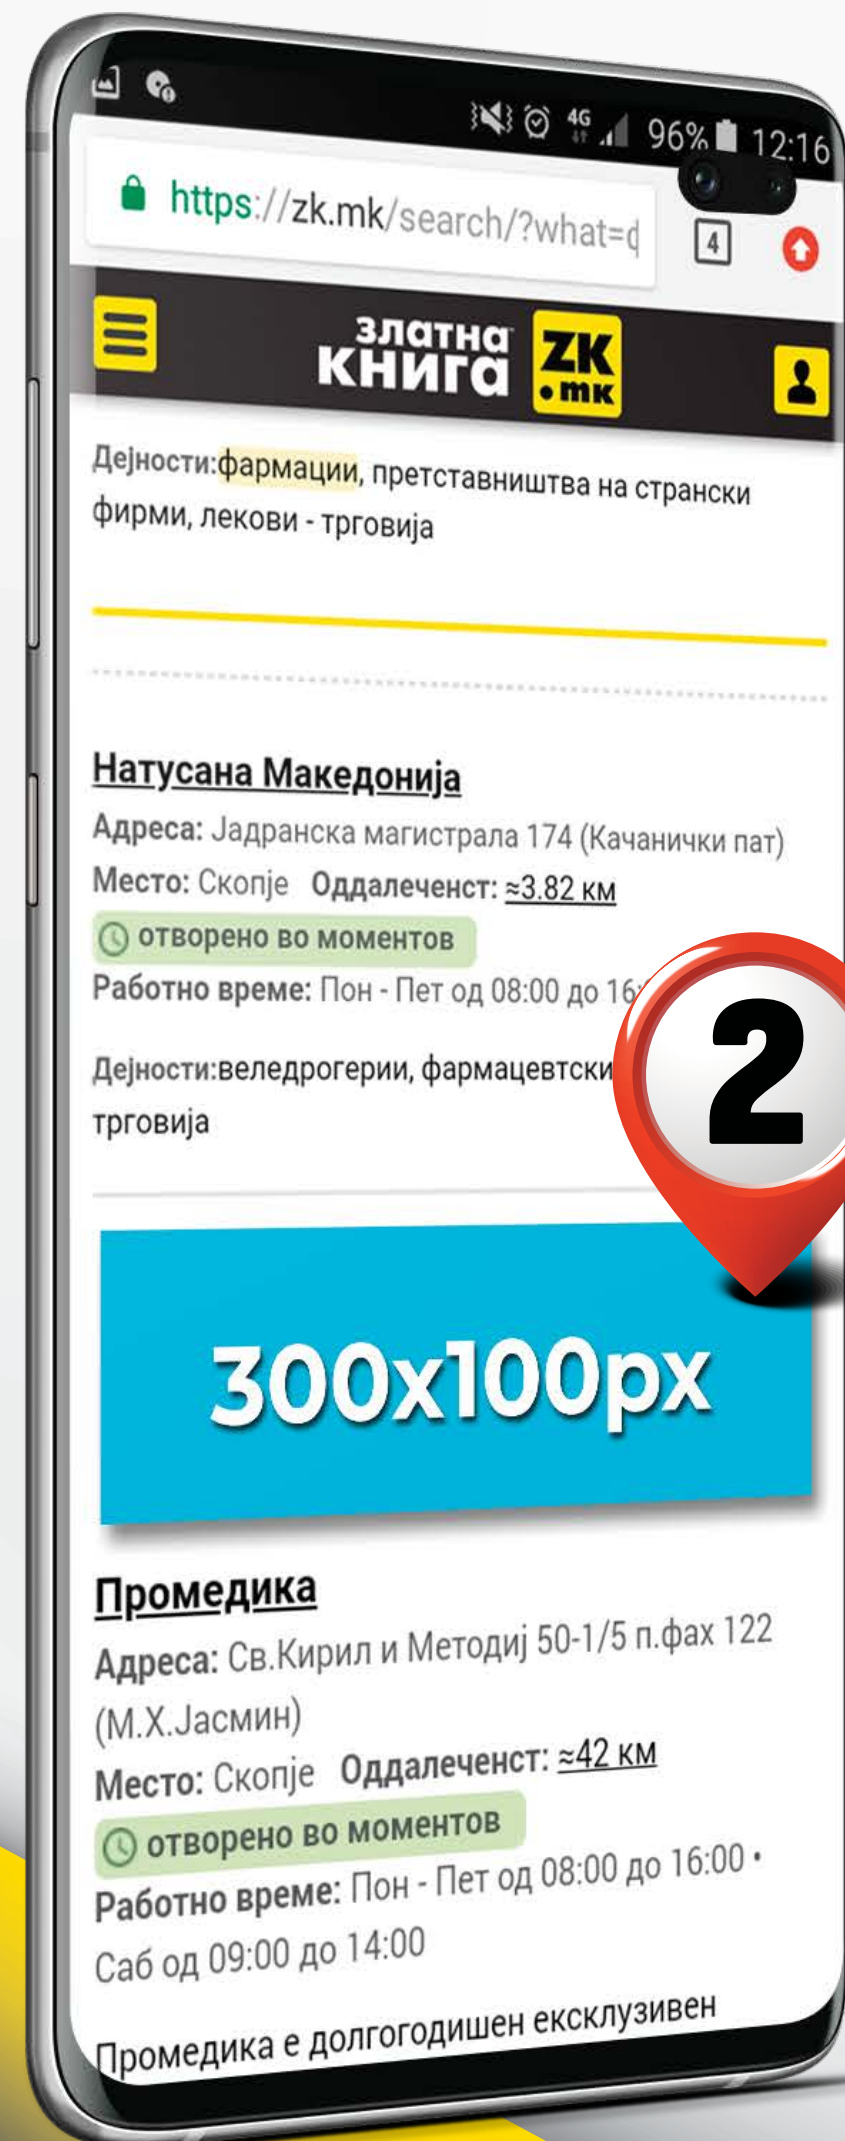 4G 96% 12:16
https://zk.mk/search/?what=
4
златна
книга
ZK
.mk
Дејности:фармации, претставништва на странски
фирми, лекови - трговија
Натусана Македонија
Адреса: Јадранска магистрала 174 (Качанички пат)
Место: Скопје Оддалеченст: ≈3.82 км
отворено во моментов
Работно време: Пон - Пет од 08:00 до
2
Дејности:веледрогерии, фармацевтски
трговија
300x100px
Промедика
Адреса: Св.Кирил и Методиј 50-1/5 п.фах 122
(М.Х.Јасмин)
Место: Скопје Оддалеченст: ≈42 км
отворено во моментов
Работно време: Пон - Пет од 08:00 до 16:00 •
Саб од 09:00 до 14:00
Промедика е долгогодишен ексклузивен